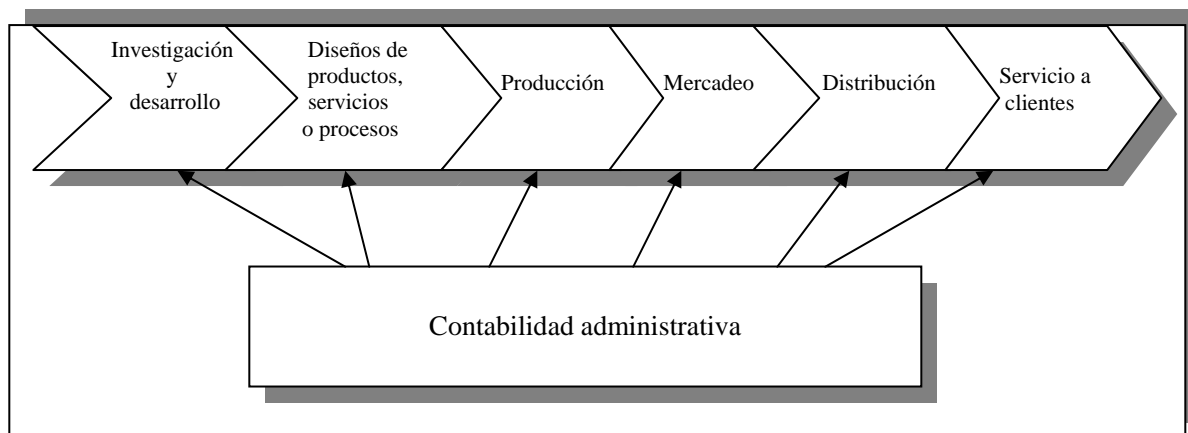 Investigación
y
desarrollo
Diseños de
productos,
servicios
o procesos
Producción
Mercadeo
Distribución
Servicio a
clientes
Contabilidad administrativa